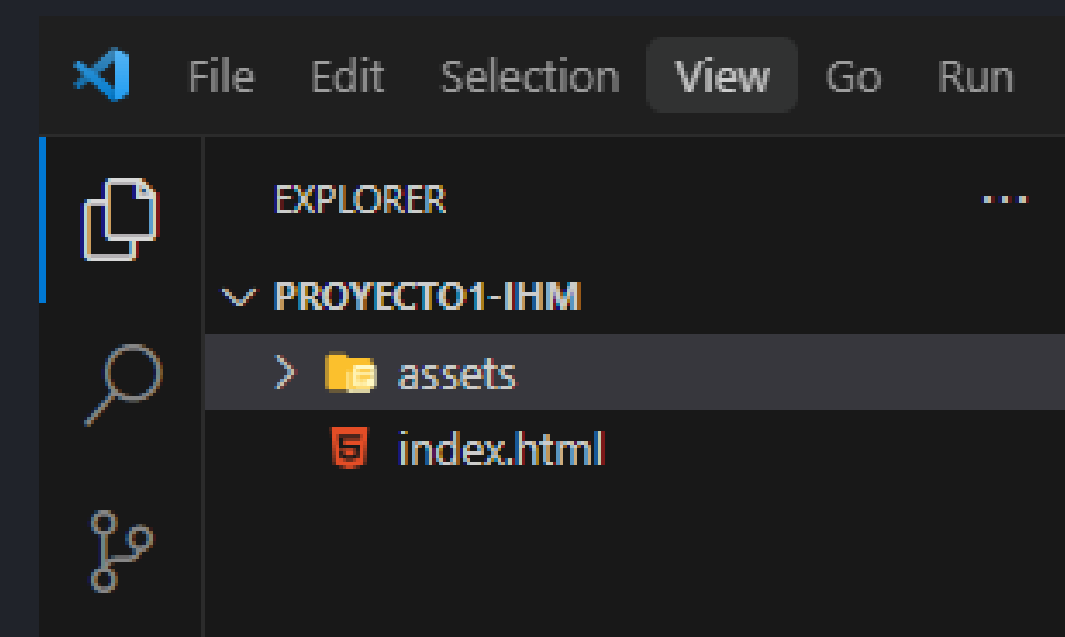 File Edit Selection View Go Run
EXPLORER ...
PROYECTO1-IHM
assets
index.html